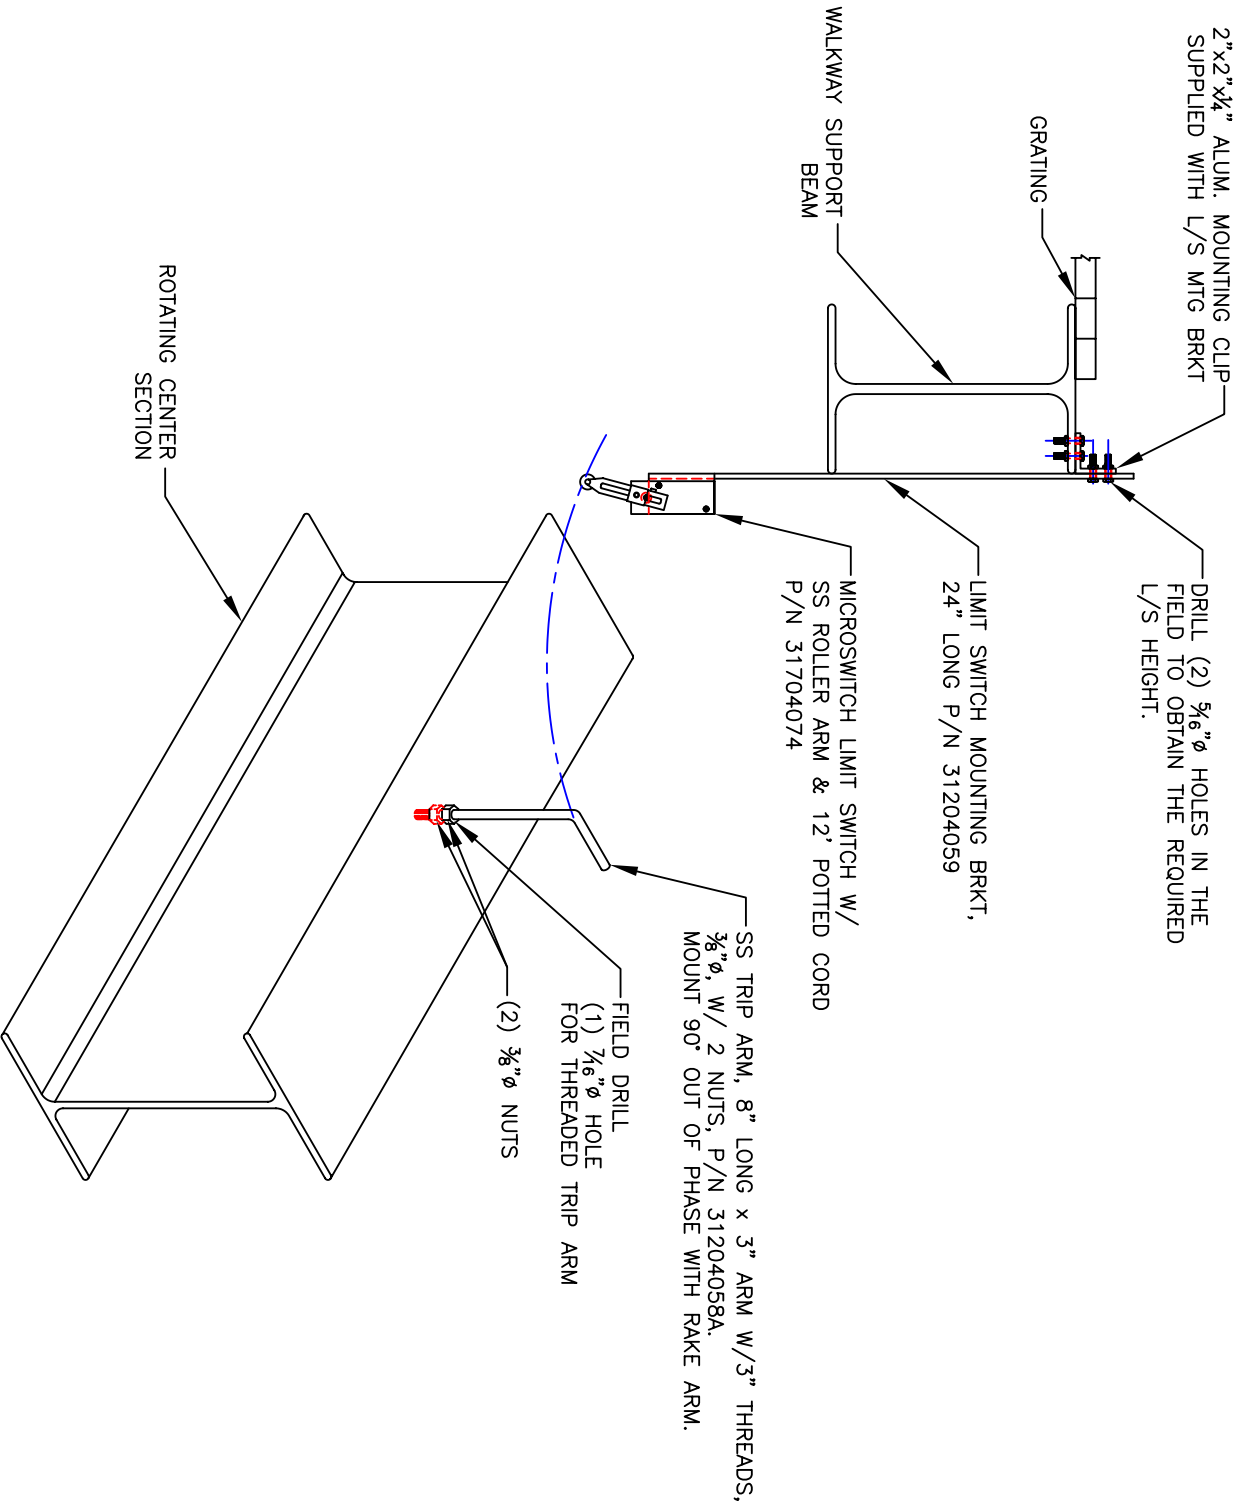 2"x2"x¼" ALUM. MOUNTING CLIP
SUPPLIED WITH L/S MTG BRKT
GRATING
WALKWAY SUPPORT
BEAM
ROTATING CENTER
SECTION
DRILL (2) 5⁄16"ø HOLES IN THE
FIELD TO OBTAIN THE REQUIRED
L/S HEIGHT.
LIMIT SWITCH MOUNTING BRKT,
24" LONG P/N 31204059
MICROSWITCH LIMIT SWITCH W/
SS ROLLER ARM & 12' POTTED CORD
P/N 31704074
SS TRIP ARM, 8" LONG x 3" ARM W/3" THREADS,
⅜"ø, W/ 2 NUTS, P/N 31204058A.
MOUNT 90° OUT OF PHASE WITH RAKE ARM.
FIELD DRILL
(1) 7⁄16"ø HOLE
FOR THREADED TRIP ARM
(2) ⅜"ø NUTS